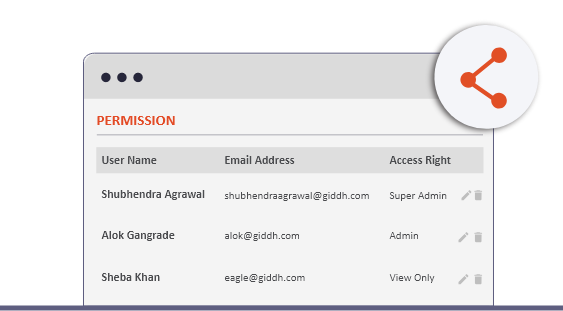 PERMISSION
User Name Email Address Access Right
Shubhendra Agrawal shubhendraagrawal@giddh.com Super Admin
Alok Gangrade alok@giddh.com Admin
Sheba Khan eagle@giddh.com View Only